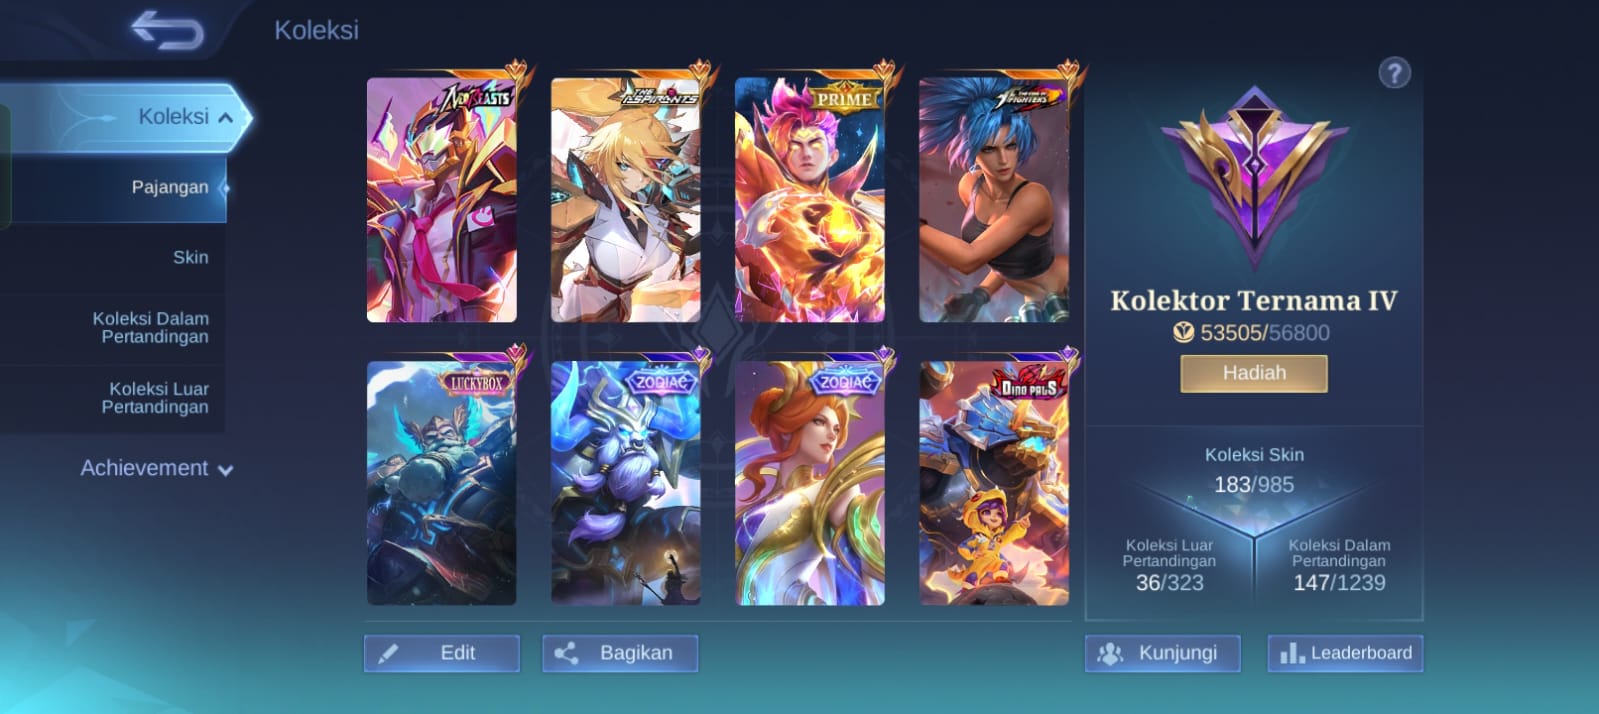 Koleksi
Koleksi
Pajangan
Skin
Koleksi Dalam
Pertandingan
Koleksi Luar
Pertandingan
Achievement
NEOBEASTS
THE ASPIRANTS
PRIME
THE KING OF FIGHTERS
LUCKYBOX
ZODIAC
ZODIAC
DINO PALS
Edit
Bagikan
?
Kolektor Ternama IV
53505/56800
Hadiah
Koleksi Skin
183/985
Koleksi Luar
Pertandingan
36/323
Koleksi Dalam
Pertandingan
147/1239
Kunjungi
Leaderboard